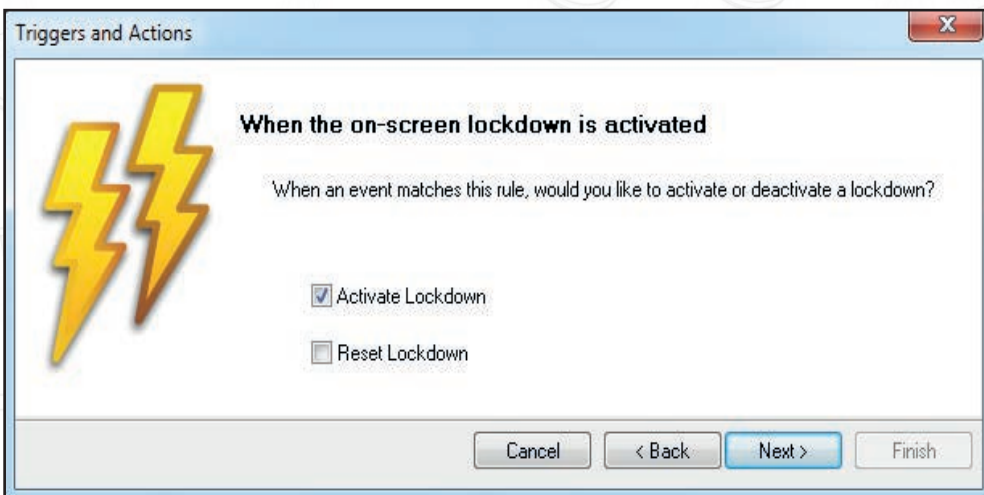 Triggers and Actions
When the on-screen lockdown is activated
When an event matches this rule, would you like to activate or deactivate a lockdown?
Activate Lockdown
Reset Lockdown
Cancel
< Back
Next >
Finish